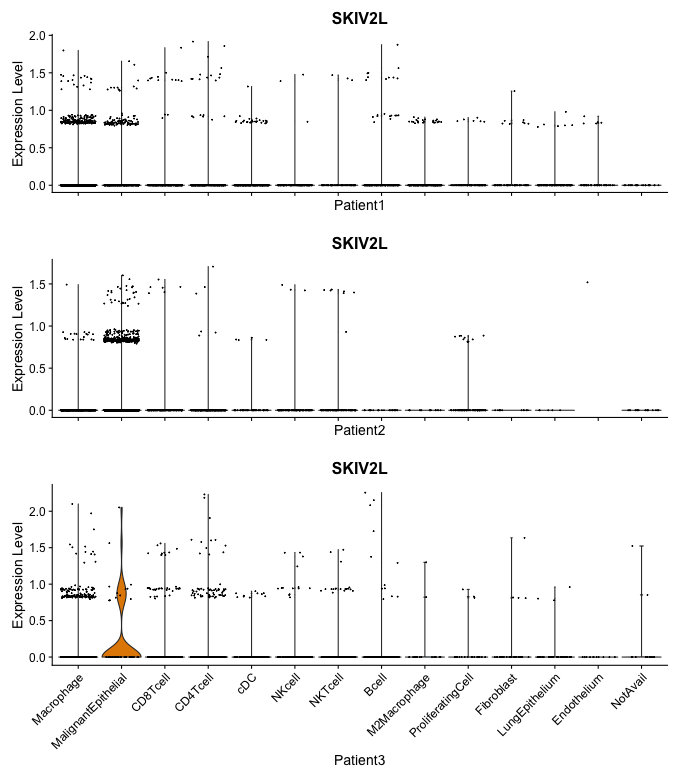 SKIV2L
2.0
1.5
1.0
0.5
0.0
Expression Level
Patient1
SKIV2L
1.5
1.0
0.5
0.0
Expression Level
Patient2
SKIV2L
2.0
1.5
1.0
0.5
0.0
Expression Level
Macrophage
MalignantEpithelial
CD8Tcell
CD4Tcell
cDC
NKcell
NKTcell
Bcell
M2Macrophage
ProliferatingCell
Fibroblast
LungEpithelium
Endothelium
NotAvail
Patient3